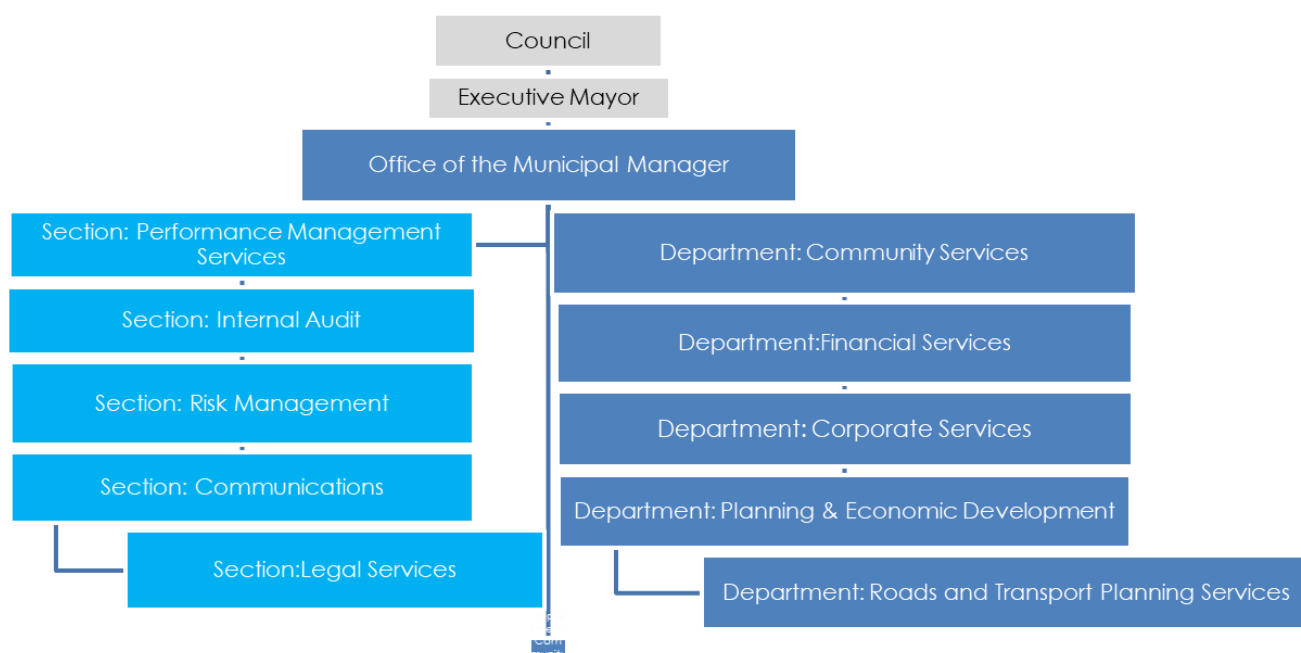 Council
Executive Mayor
Office of the Municipal Manager
Section: Performance Management
Services
Section: Internal Audit
Section: Risk Management
Section: Communications
Section:Legal Services
Department: Community Services
Department:Financial Services
Department: Corporate Services
Department: Planning & Economic Development
Department: Roads and Transport Planning Services